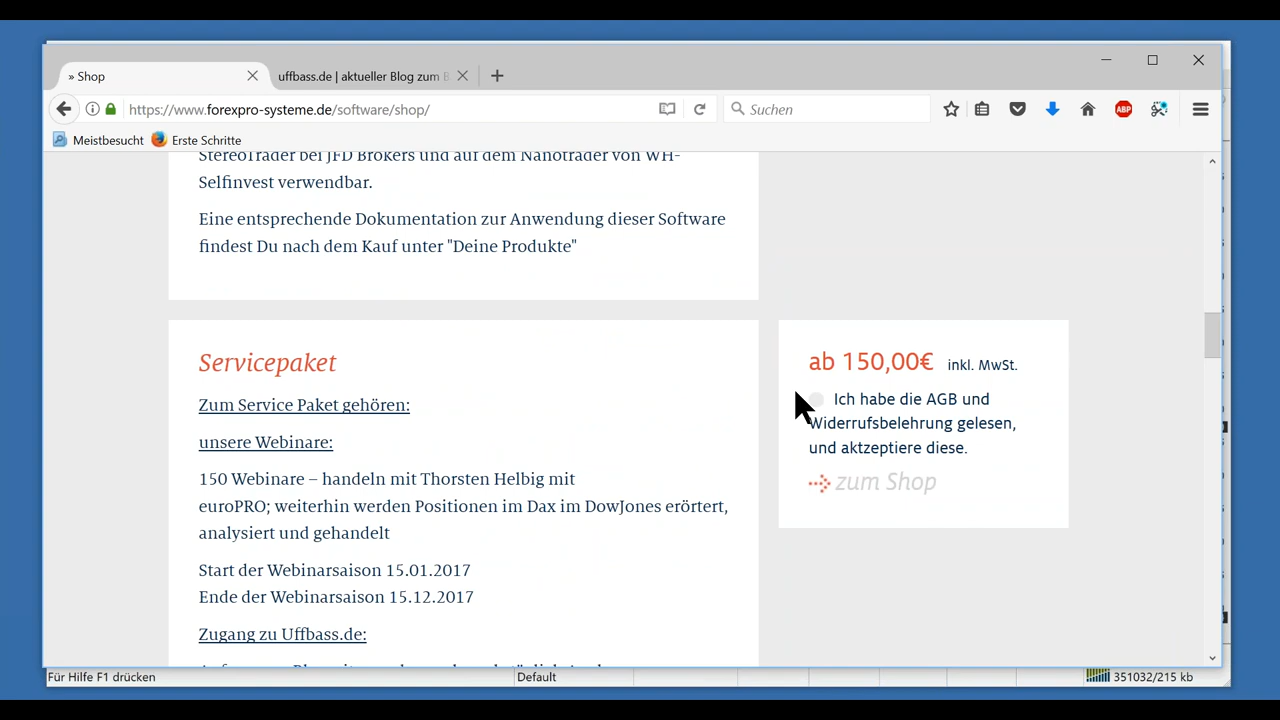 » Shop
uffbass.de | aktueller Blog zum B
https://www.forexpro-systeme.de/software/shop/
Suchen
ABP
Meistbesucht
Erste Schritte
StereoTrader bei JFD Brokers und auf dem Nanotrader von WH-
Selfinvest verwendbar.
Eine entsprechende Dokumentation zur Anwendung dieser Software
findest Du nach dem Kauf unter "Deine Produkte"
Servicepaket
Zum Service Paket gehören:
unsere Webinare:
150 Webinare – handeln mit Thorsten Helbig mit
euroPRO; weiterhin werden Positionen im Dax im DowJones erörtert,
analysiert und gehandelt
Start der Webinarsaison 15.01.2017
Ende der Webinarsaison 15.12.2017
Zugang zu Uffbass.de:
ab 150,00€ inkl. MwSt.
Ich habe die AGB und
Widerrufsbelehrung gelesen,
und aktzeptiere diese.
zum Shop
Für Hilfe F1 drücken
Default
351032/215 kb